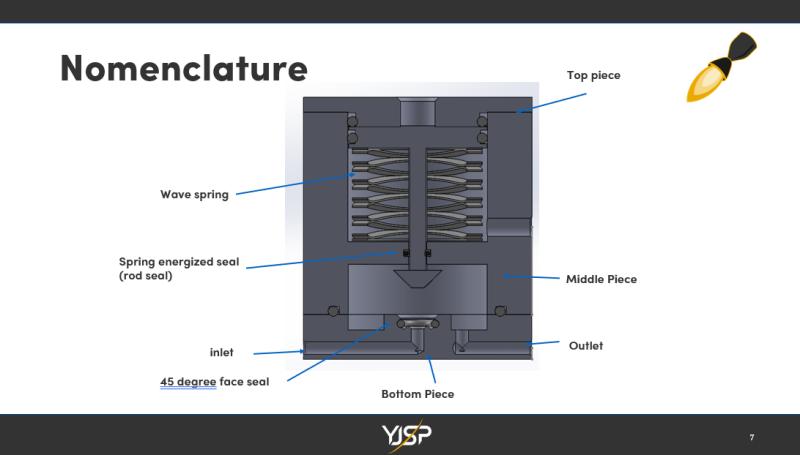 Nomenclature
Top piece
Wave spring
Spring energized seal
(rod seal)
Middle Piece
Outlet
inlet
45 degree face seal
Bottom Piece
YJSP
7